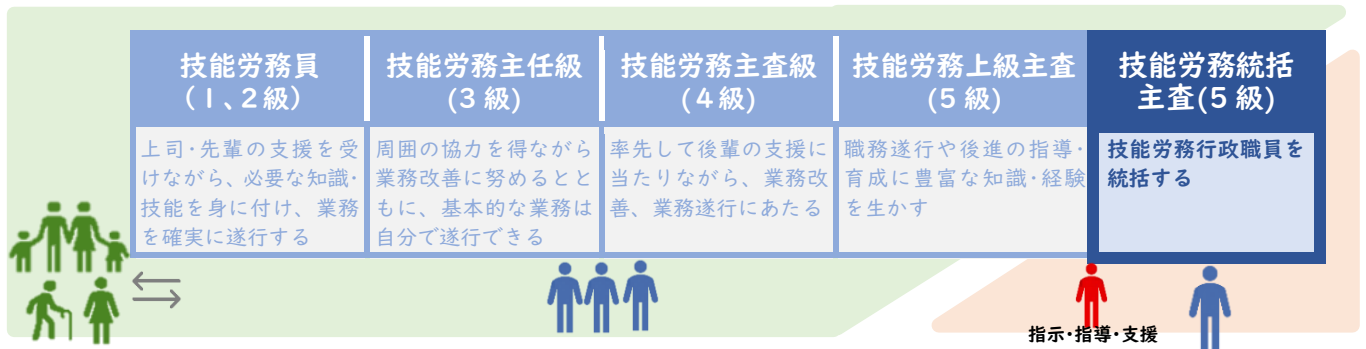 技能労務員
(1、2級)
上司・先輩の支援を受
けながら、必要な知識・
技能を身に付け、業務
を確実に遂行する
技能労務主任級
(3級)
周囲の協力を得ながら
業務改善に努めるとと
もに、基本的な業務は
自分で遂行できる
技能労務主査級
(4級)
率先して後輩の支援に
当たりながら、業務改
善、業務遂行にあたる
技能労務上級主査
(5級)
職務遂行や後進の指導・
育成に豊富な知識・経験
を生かす
技能労務統括
主査(5級)
技能労務行政職員を
統括する
指示・指導・支援